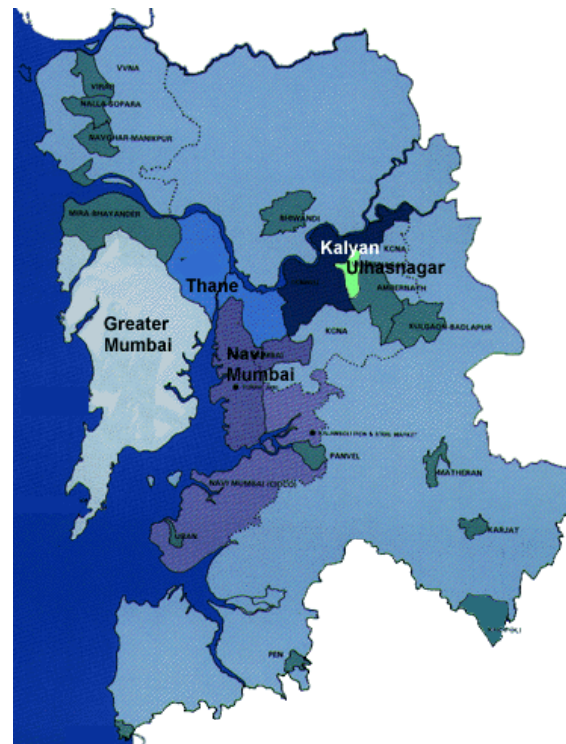 VVNA
VIRAR
NALLA-SOPARA
NAVGHAR-MANIKPUR
MIRA-BHAYANDER
BHIWANDI
Kalyan
KCNA
Ulhasnagar
AMBERNATH
Thane
KULGAON-BADLAPUR
Greater
Mumbai
KCNA
Navi
Mumbai
PANVEL
MATHERAN
NAVI MUMBAI (CIDCO)
URAN
KARJAT
PEN